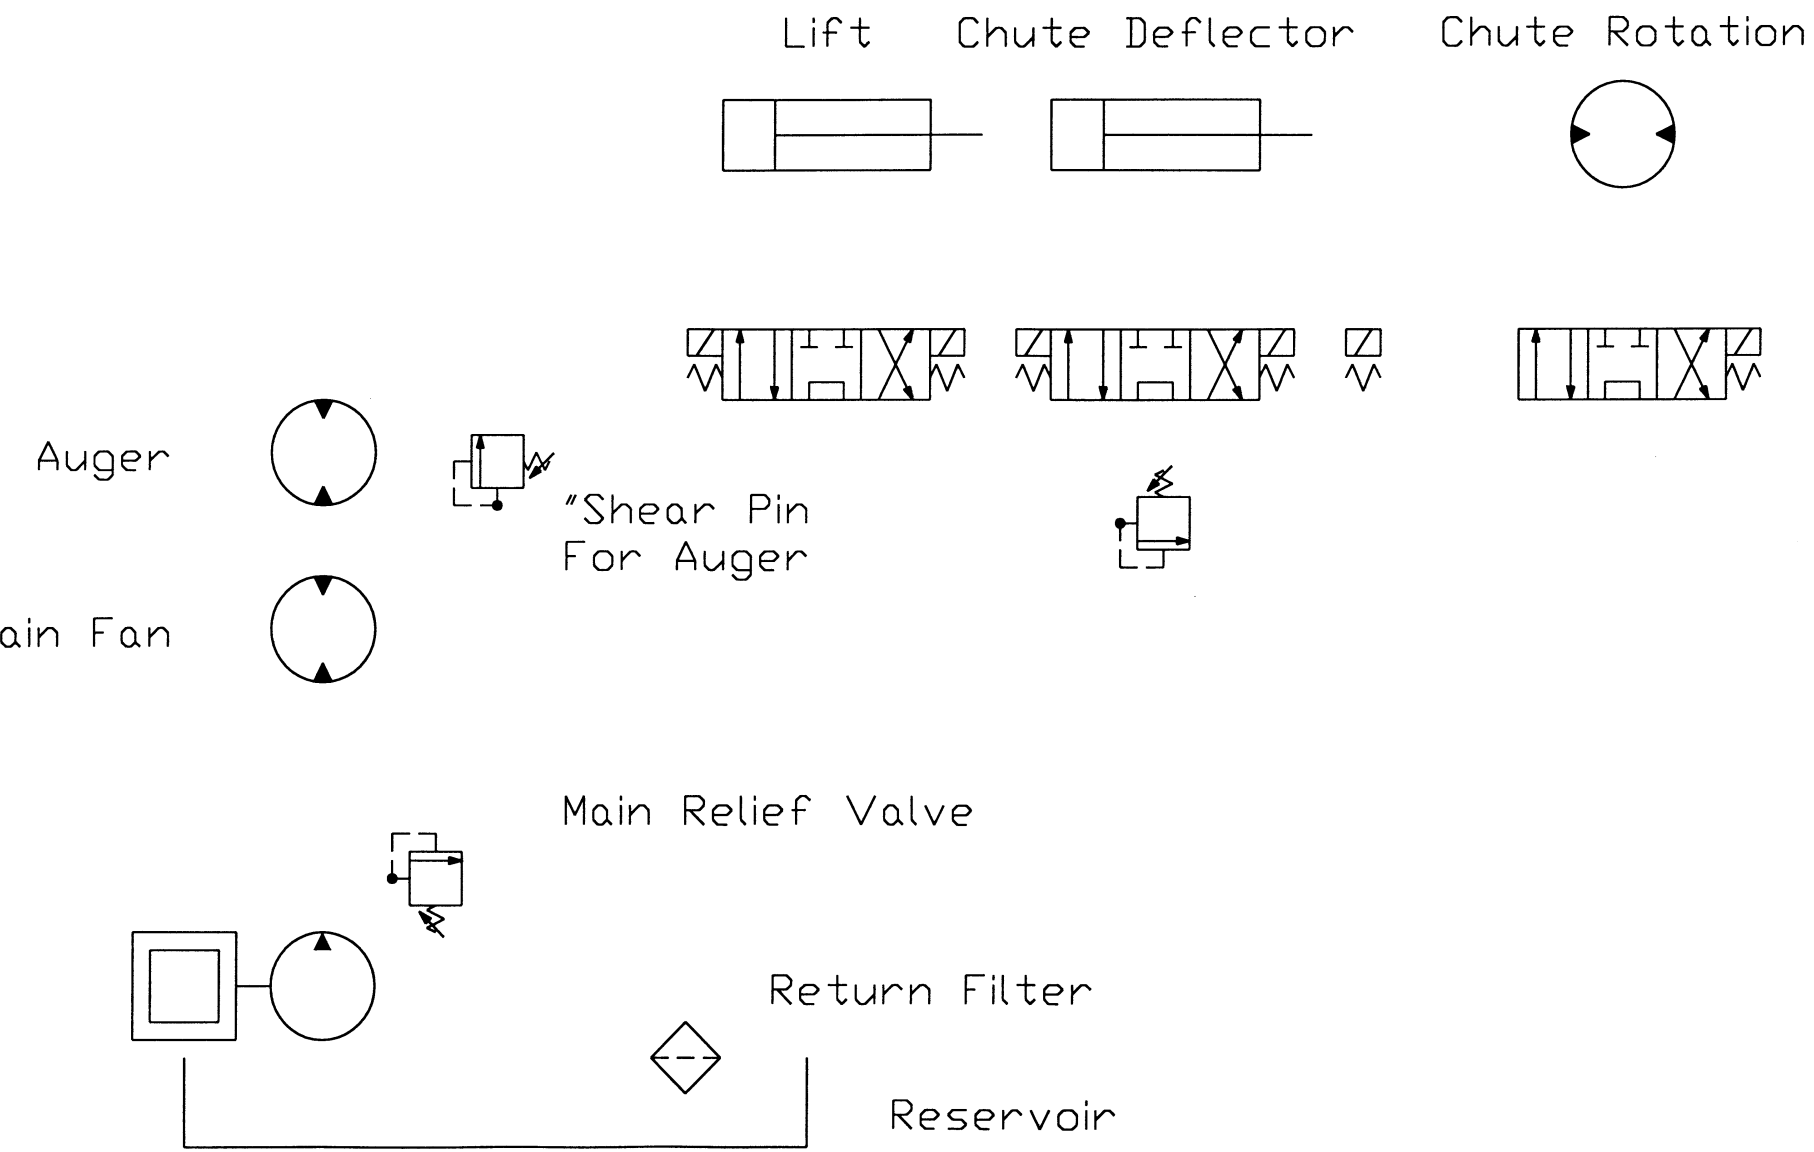 Lift Chute Deflector Chute Rotation
Auger
"Shear Pin
For Auger
ain Fan
Main Relief Valve
Return Filter
Reservoir